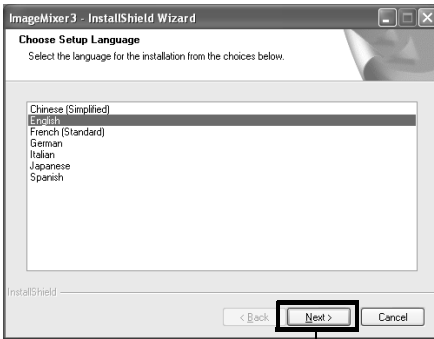 ImageMixer3 - InstallShield Wizard
Choose Setup Language
Select the language for the installation from the choices below.
Chinese (Simplified)
English
French (Standard)
German
Italian
Japanese
Spanish
InstallShield
< Back Next > Cancel